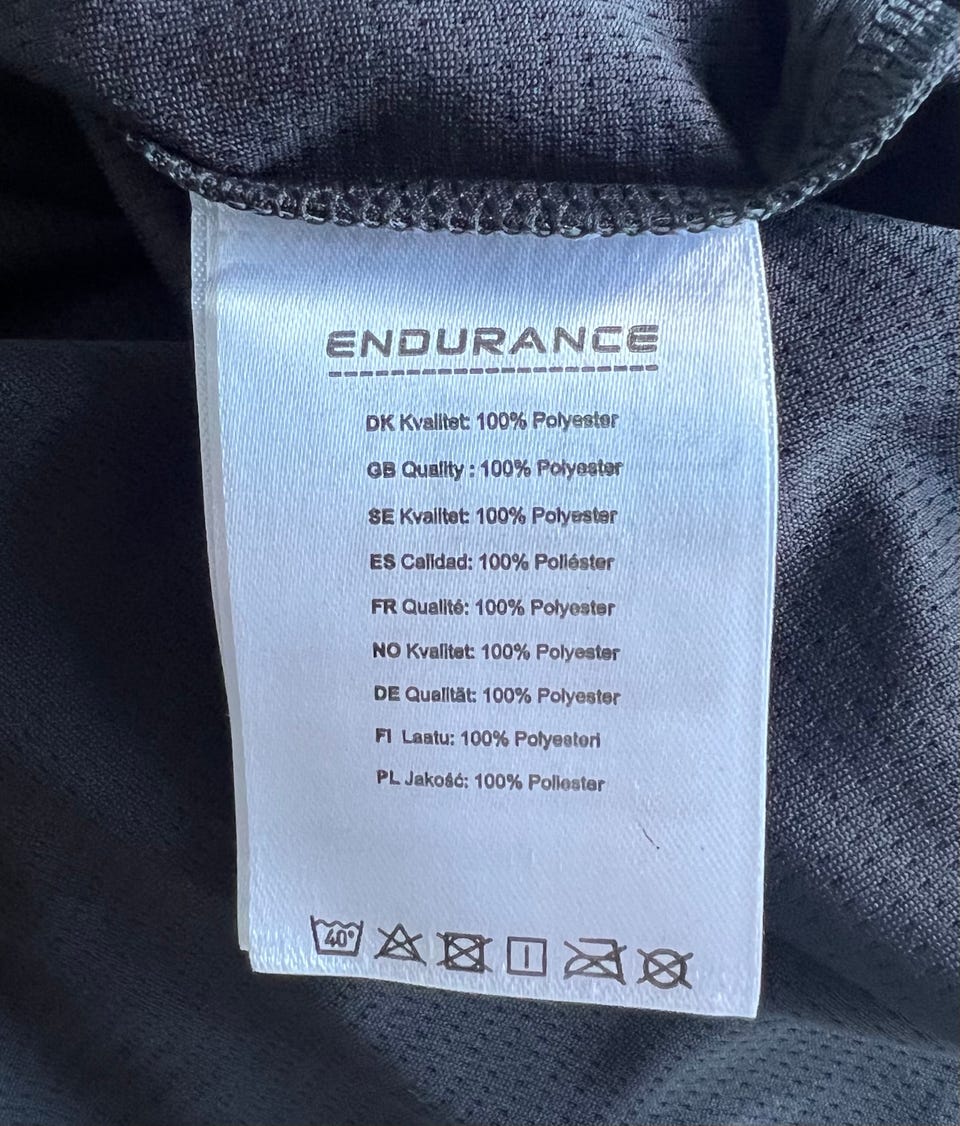 ENDURANCE
DK Kvalitet: 100% Polyester
GB Quality : 100% Polyester
SE Kvalitet: 100% Polyester
ES Calidad: 100% Poliéster
FR Qualité: 100% Polyester
NO Kvalitet: 100% Polyester
DE Qualität: 100% Polyester
FI Laatu: 100% Polyesteri
PL Jakość: 100% Poliester
40°